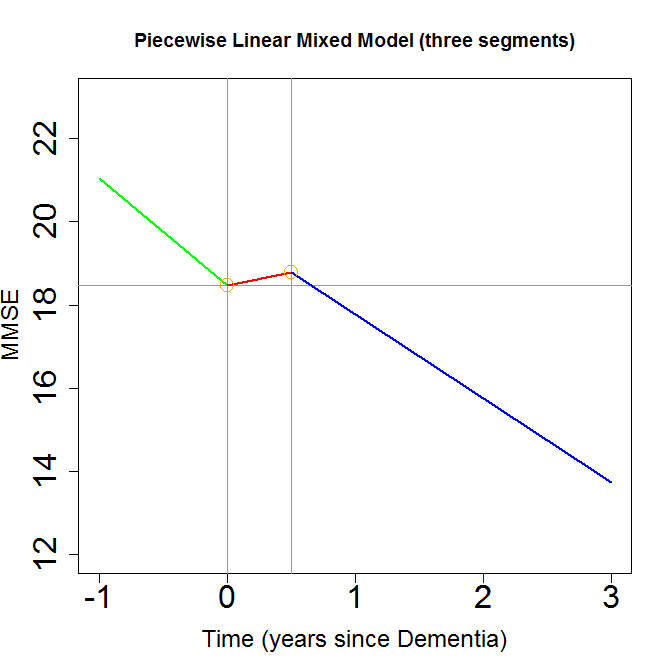 Piecewise Linear Mixed Model (three segments)
MMSE
22
20
18
16
14
12
-1 0 1 2 3
Time (years since Dementia)